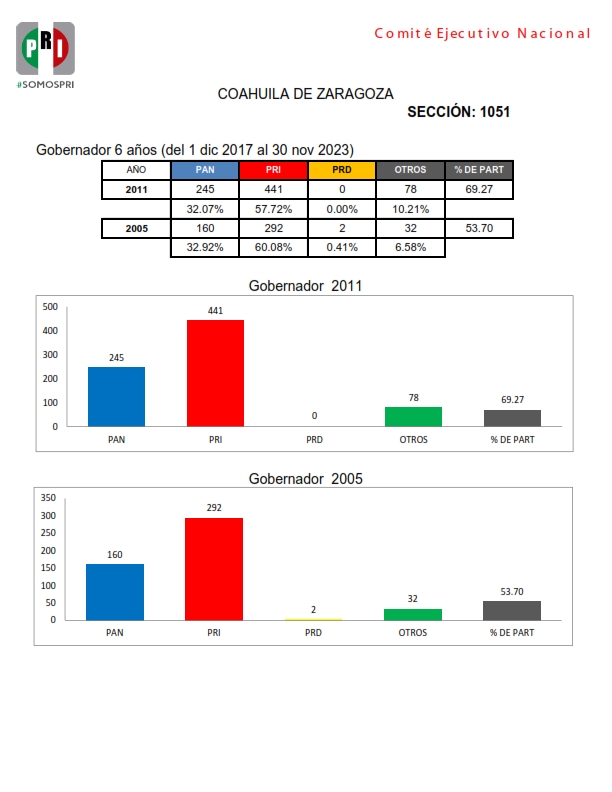 Comité Ejecutivo Nacional
PRI
#SOMOSPRI
COAHUILA DE ZARAGOZA
SECCIÓN: 1051
Gobernador 6 años (del 1 dic 2017 al 30 nov 2023)
AÑO PAN PRI PRD OTROS % DE PART
2011 245 441 0 78 69.27
32.07% 57.72% 0.00% 10.21%
2005 160 292 2 32 53.70
32.92% 60.08% 0.41% 6.58%
Gobernador 2011
500
400
300
200
100
0
245
441
0
78
69.27
PAN PRI PRD OTROS % DE PART
Gobernador 2005
350
300
250
200
150
100
50
0
160
292
2
32
53.70
PAN PRI PRD OTROS % DE PART